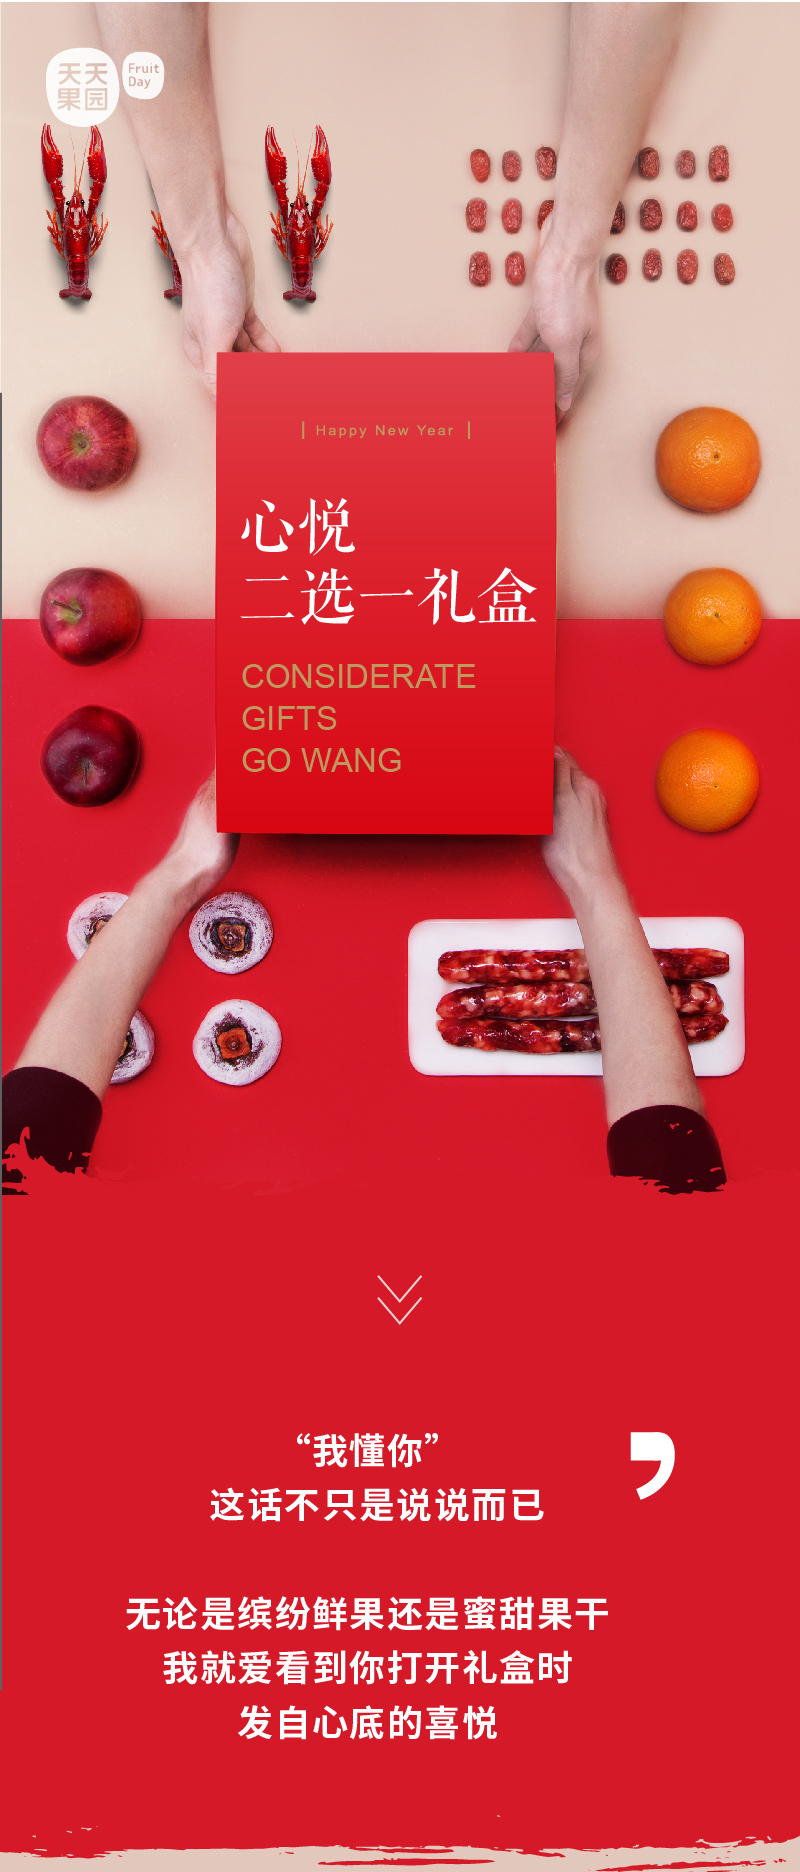 天天
果园
Fruit
Day
Happy New Year
心悦
二选一礼盒
CONSIDERATE
GIFTS
GO WANG
“我懂你”
这话不只是说说而已
无论是缤纷鲜果还是蜜甜果干
我就爱看到你打开礼盒时
发自心底的喜悦